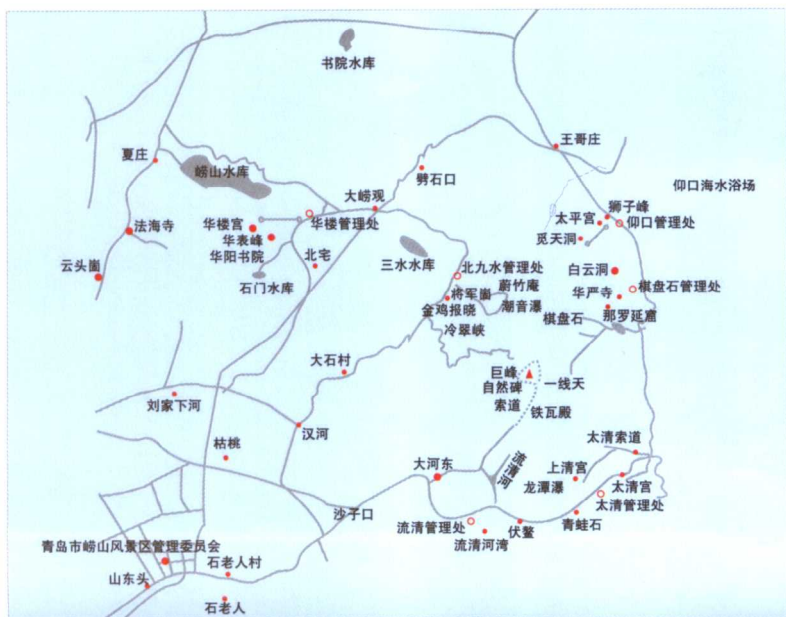 书院水库
王哥庄
夏庄
崂山水库
劈石口
仰口海水浴场
大崂观
狮子峰
太平宫
仰口管理处
法海寺
华楼宫
华楼管理处
华表峰
觅天洞
华阳书院
北宅
三水水库
云头崮
石门水库
北九水管理处
白云洞
蔚竹庵
棋盘石管理处
将军崮
华严寺
金鸡报晓
潮音瀑
棋盘石
那罗延窟
冷翠峡
大石村
巨峰
自然碑
一线天
索道
铁瓦殿
刘家下河
汉河
枯桃
太清索道
大河东
流清河
上清宫
龙潭瀑
太清宫
太清管理处
沙子口
流清管理处
伏鳌
青蛙石
流清河湾
青岛市崂山风景区管理委员会
石老人村
山东头
石老人